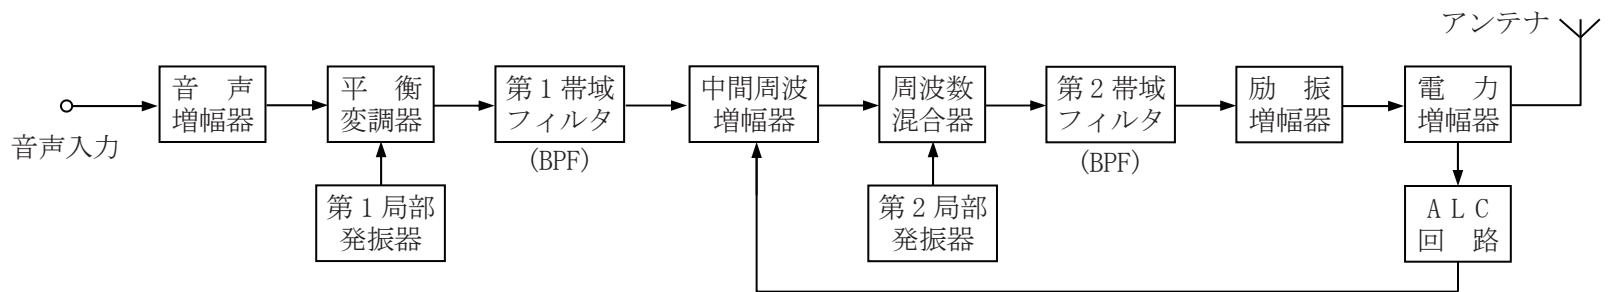 アンテナ
音声入力
音　声
増幅器
平　衡
変調器
第１帯域
フィルタ
(BPF)
中間周波
増幅器
周波数
混合器
第２帯域
フィルタ
(BPF)
励　振
増幅器
電　力
増幅器
第１局部
発振器
第２局部
発振器
ＡＬＣ
回　路